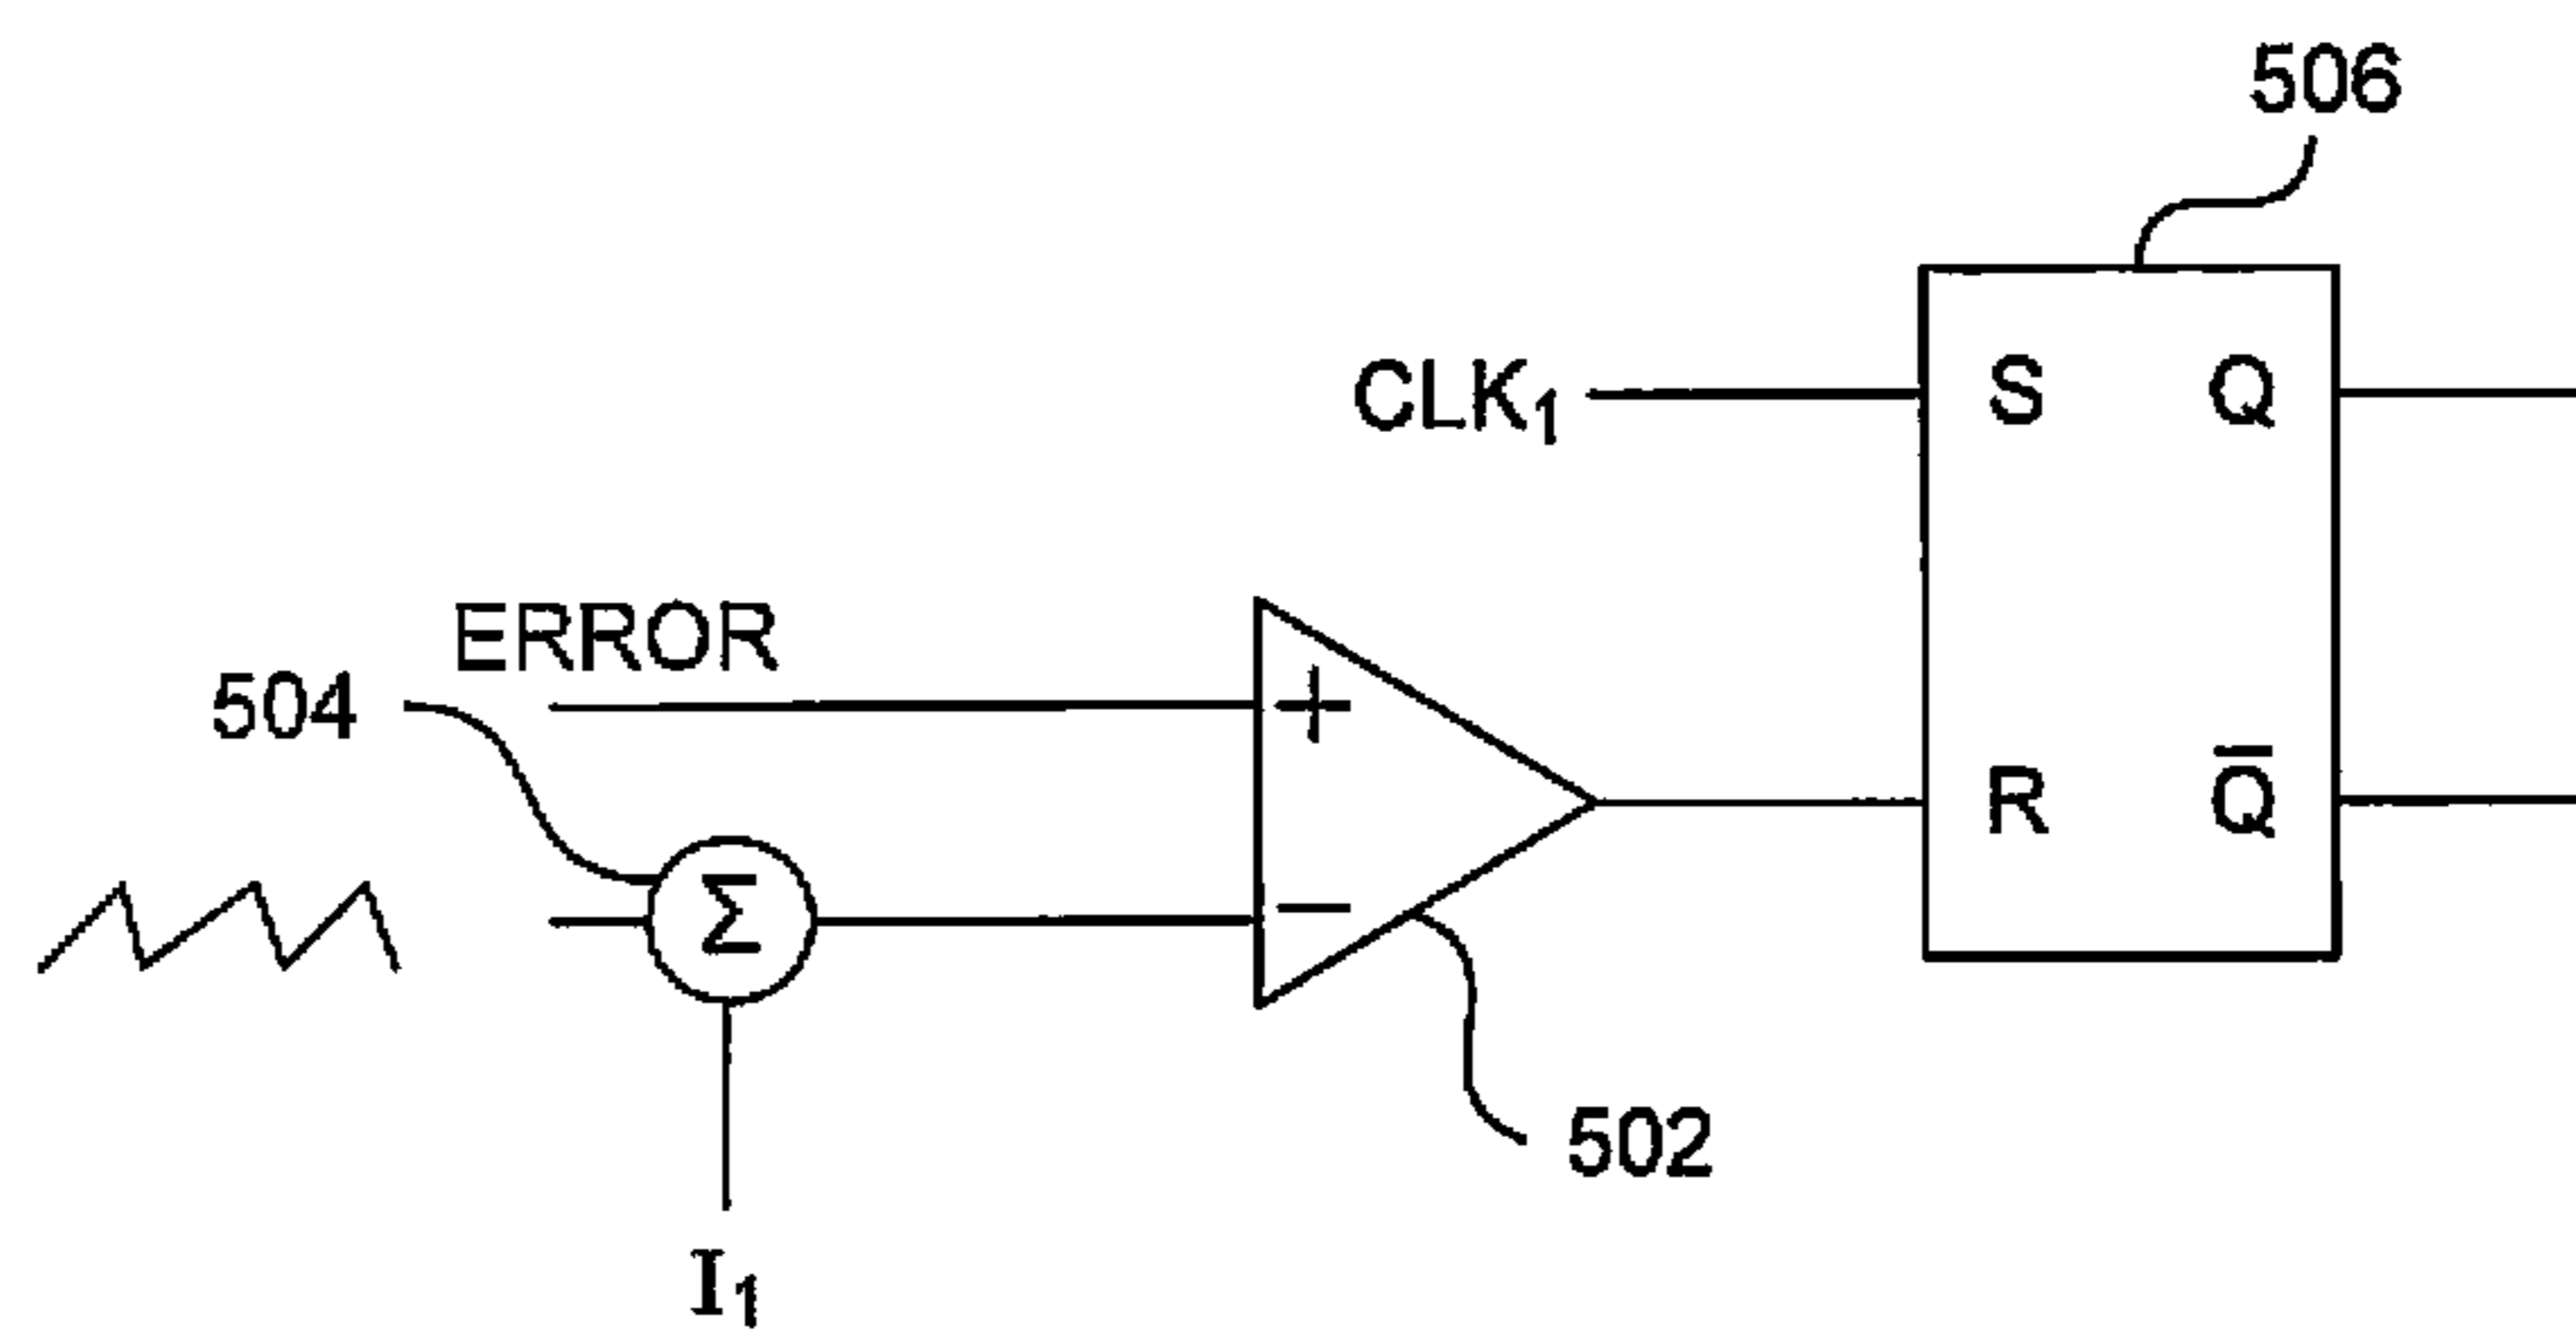 506
CLK₁
S Q
ERROR
504
+
R Q̅
Σ
−
502
I₁